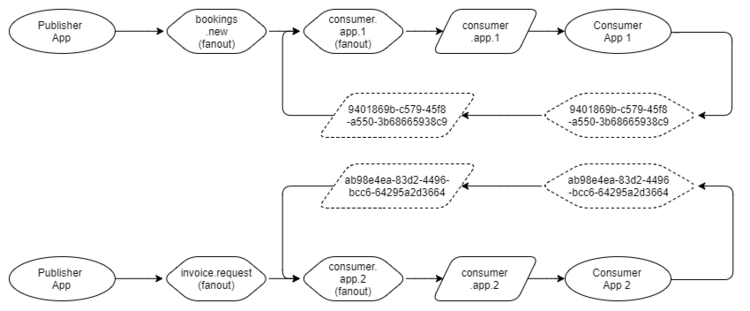 Publisher
App
bookings
.new
(fanout)
consumer.
app.1
(fanout)
consumer
.app.1
Consumer
App 1
9401869b-c579-45f8
-a550-3b68665938c9
9401869b-c579-45f8
-a550-3b68665938c9
ab98e4ea-83d2-4496-
bcc6-64295a2d3664
ab98e4ea-83d2-4496
-bcc6-64295a2d3664
Publisher
App
invoice.request
(fanout)
consumer.
app.2
(fanout)
consumer
.app.2
Consumer
App 2